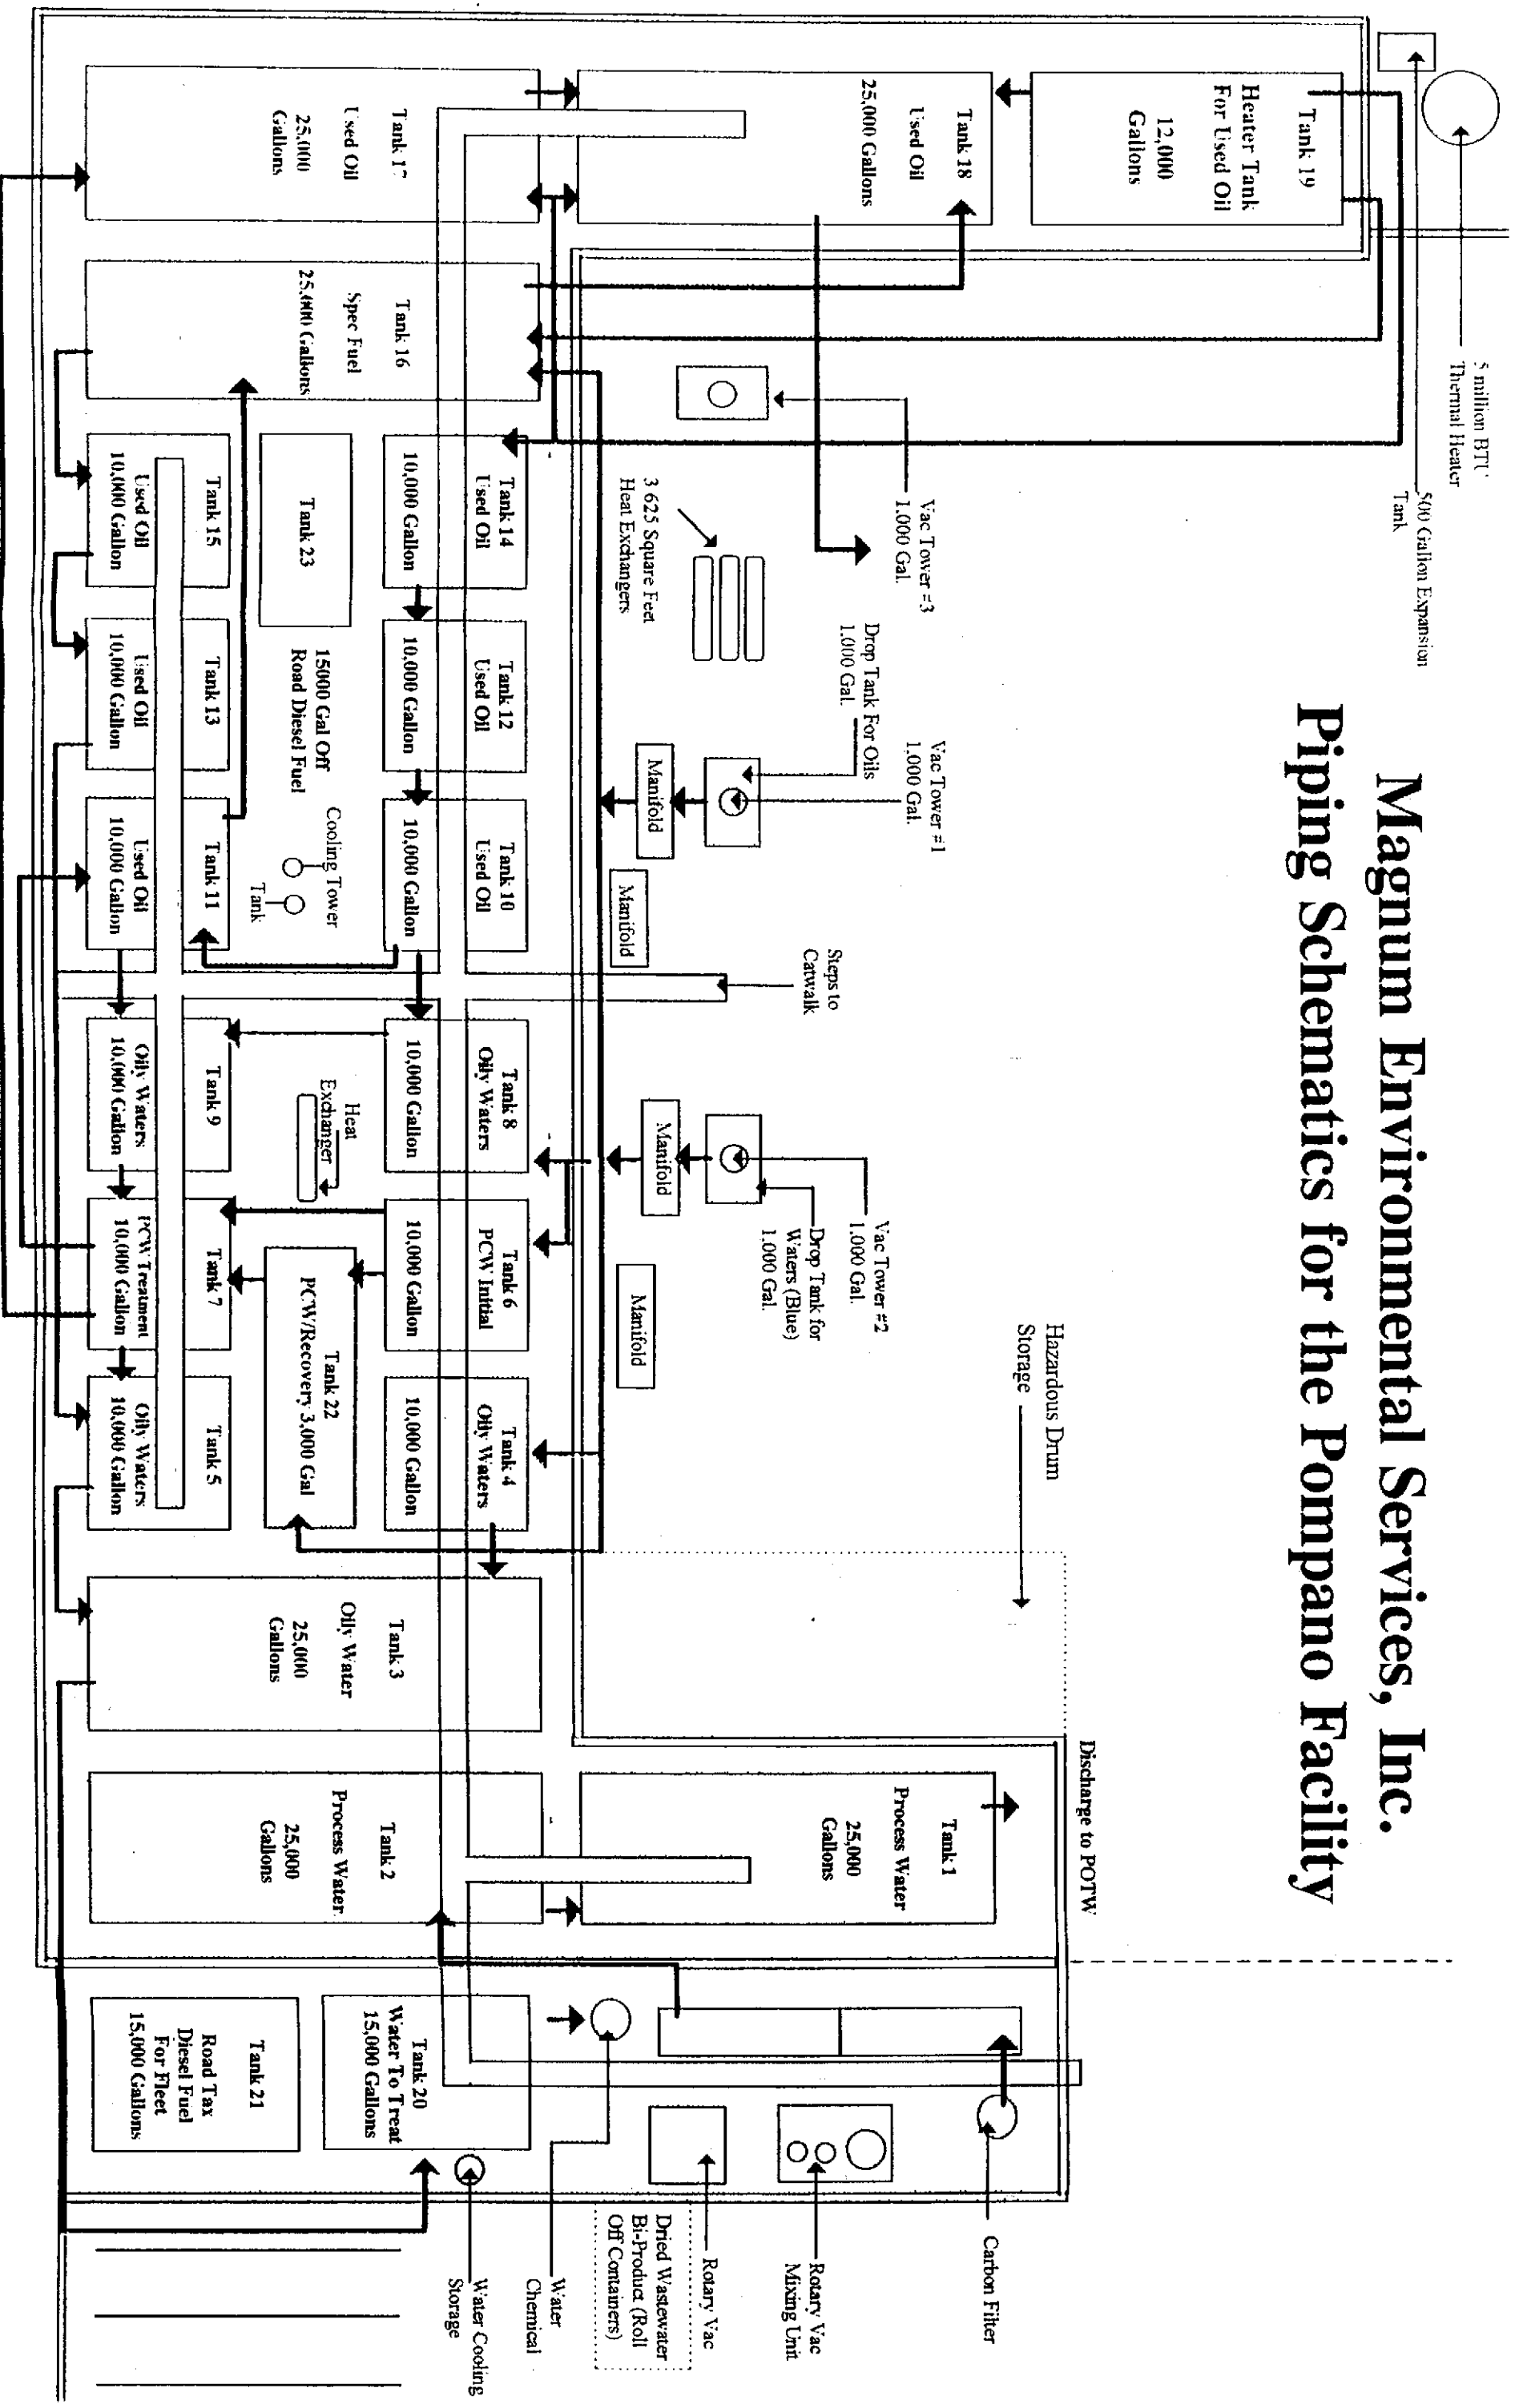 Magnum Environmental Services, Inc.
Piping Schematics for the Pompano Facility
5 million BTU
Thermal Heater
500 Gallon Expansion
Tank
Tank 19
Heater Tank
For Used Oil
12,000
Gallons
Tank 18
Used Oil
25,000 Gallons
Used Oil
25,000
Gallons
Tank 16
Spec Fuel
25,000 Gallons
Vac Tower #3
1,000 Gal.
3 625 Square Feet
Heat Exchangers
Drop Tank For Oils
1,000 Gal.
Vac Tower #1
1,000 Gal.
Manifold
Manifold
Steps to
Catwalk
Vac Tower #2
1,000 Gal.
Drop Tank for
Waters (Blue)
1,000 Gal.
Manifold
Manifold
Hazardous Drum
Storage
Discharge to POTW
Tank 14
Used Oil
10,000 Gallon
Tank 12
Used Oil
10,000 Gallon
Tank 10
Used Oil
10,000 Gallon
Tank 8
Oily Waters
10,000 Gallon
Tank 6
PCW Initial
10,000 Gallon
Tank 4
Oily Waters
10,000 Gallon
Tank 23
15000 Gal Off
Road Diesel Fuel
Cooling Tower
Tank
Heat
Exchanger
Tank 22
PCW/Recovery 3,000 Gal
Tank 15
Used Oil
10,000 Gallon
Tank 13
Used Oil
10,000 Gallon
Tank 11
Used Oil
10,000 Gallon
Tank 9
Oily Waters
10,000 Gallon
Tank 7
PCW Treatment
10,000 Gallon
Tank 5
Oily Waters
10,000 Gallon
Tank 3
Oily Water
25,000
Gallons
Tank 2
Process Water
25,000
Gallons
Tank 1
Process Water
25,000
Gallons
Tank 20
Water To Treat
15,000 Gallons
Tank 21
Road Tax
Diesel Fuel
For Fleet
15,000 Gallons
Carbon Filter
Rotary Vac
Mixing Unit
Rotary Vac
Dried Wastewater
Bi-Product (Roll
Off Containers)
Water
Chemical
Water Cooling
Storage